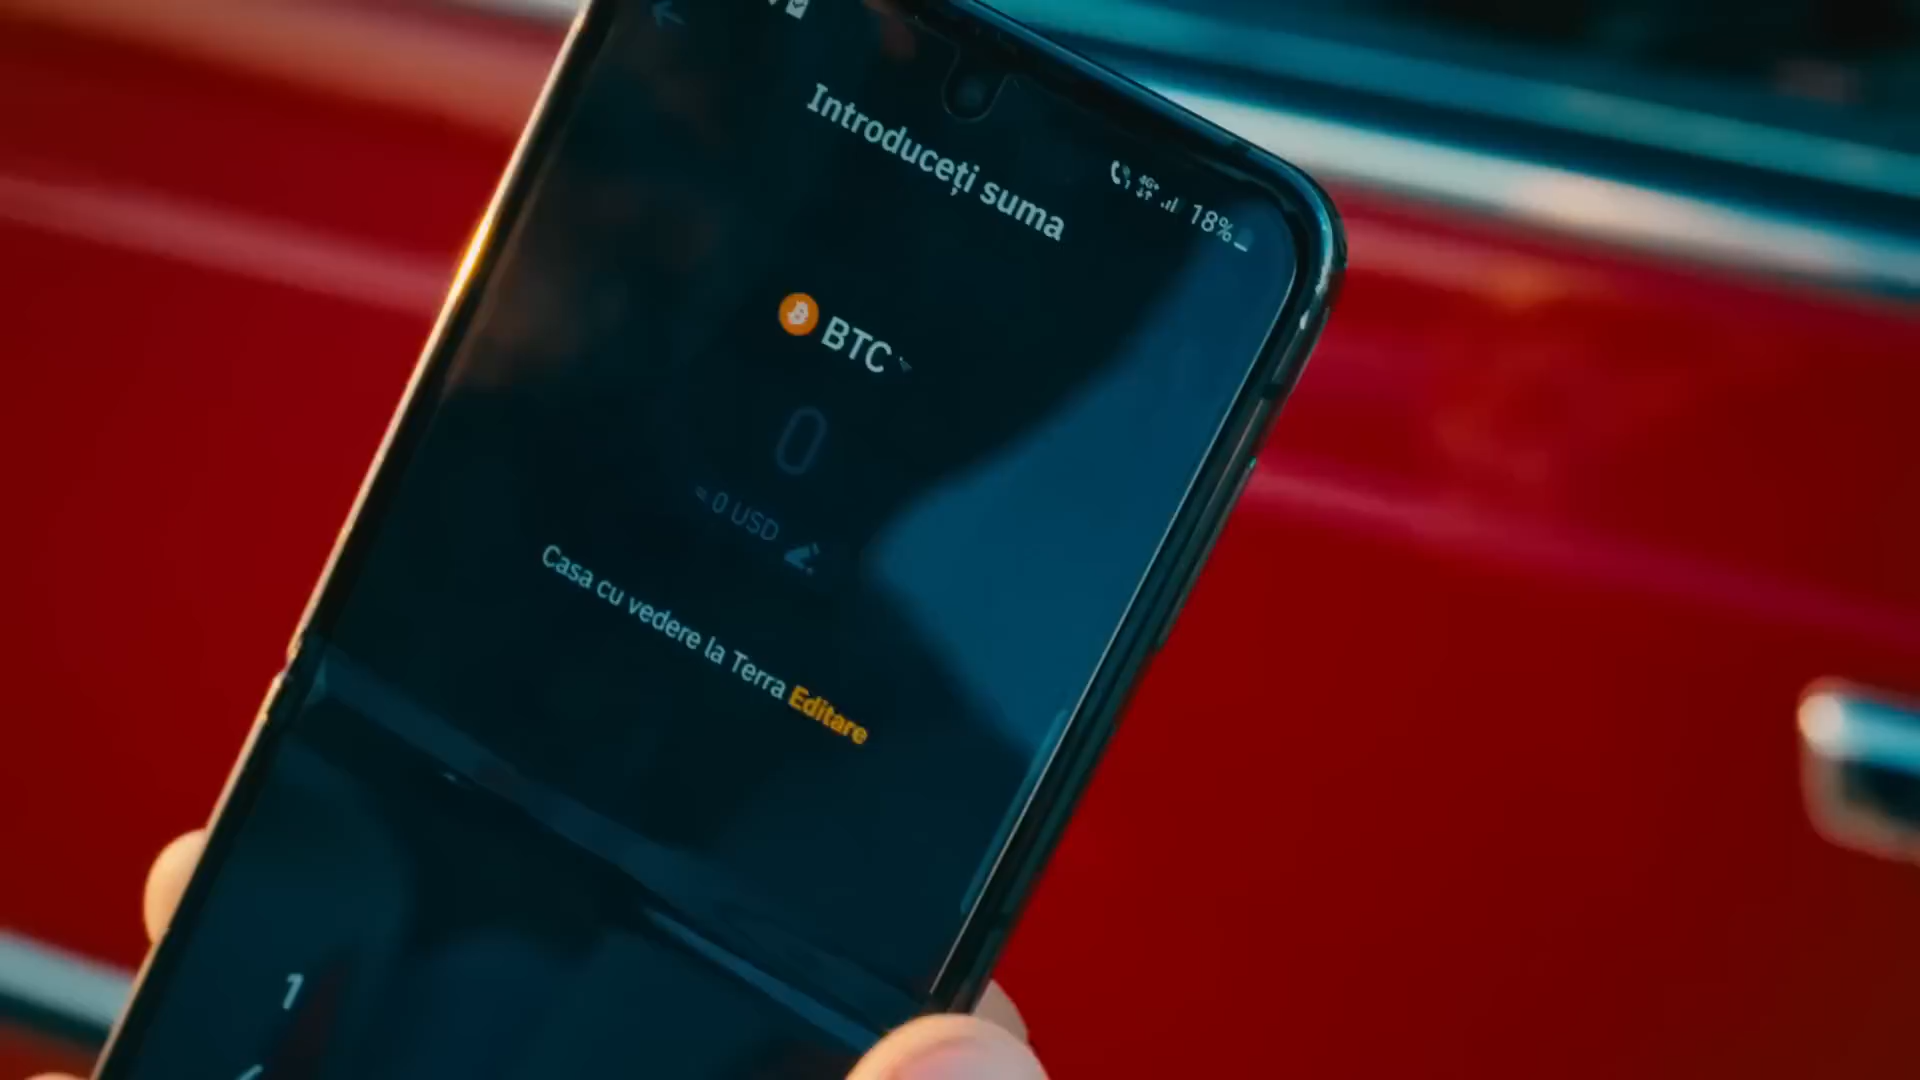 18%
Introduceți suma
BTC
0
≈ 0 USD
Casa cu vedere la Terra Editare
1